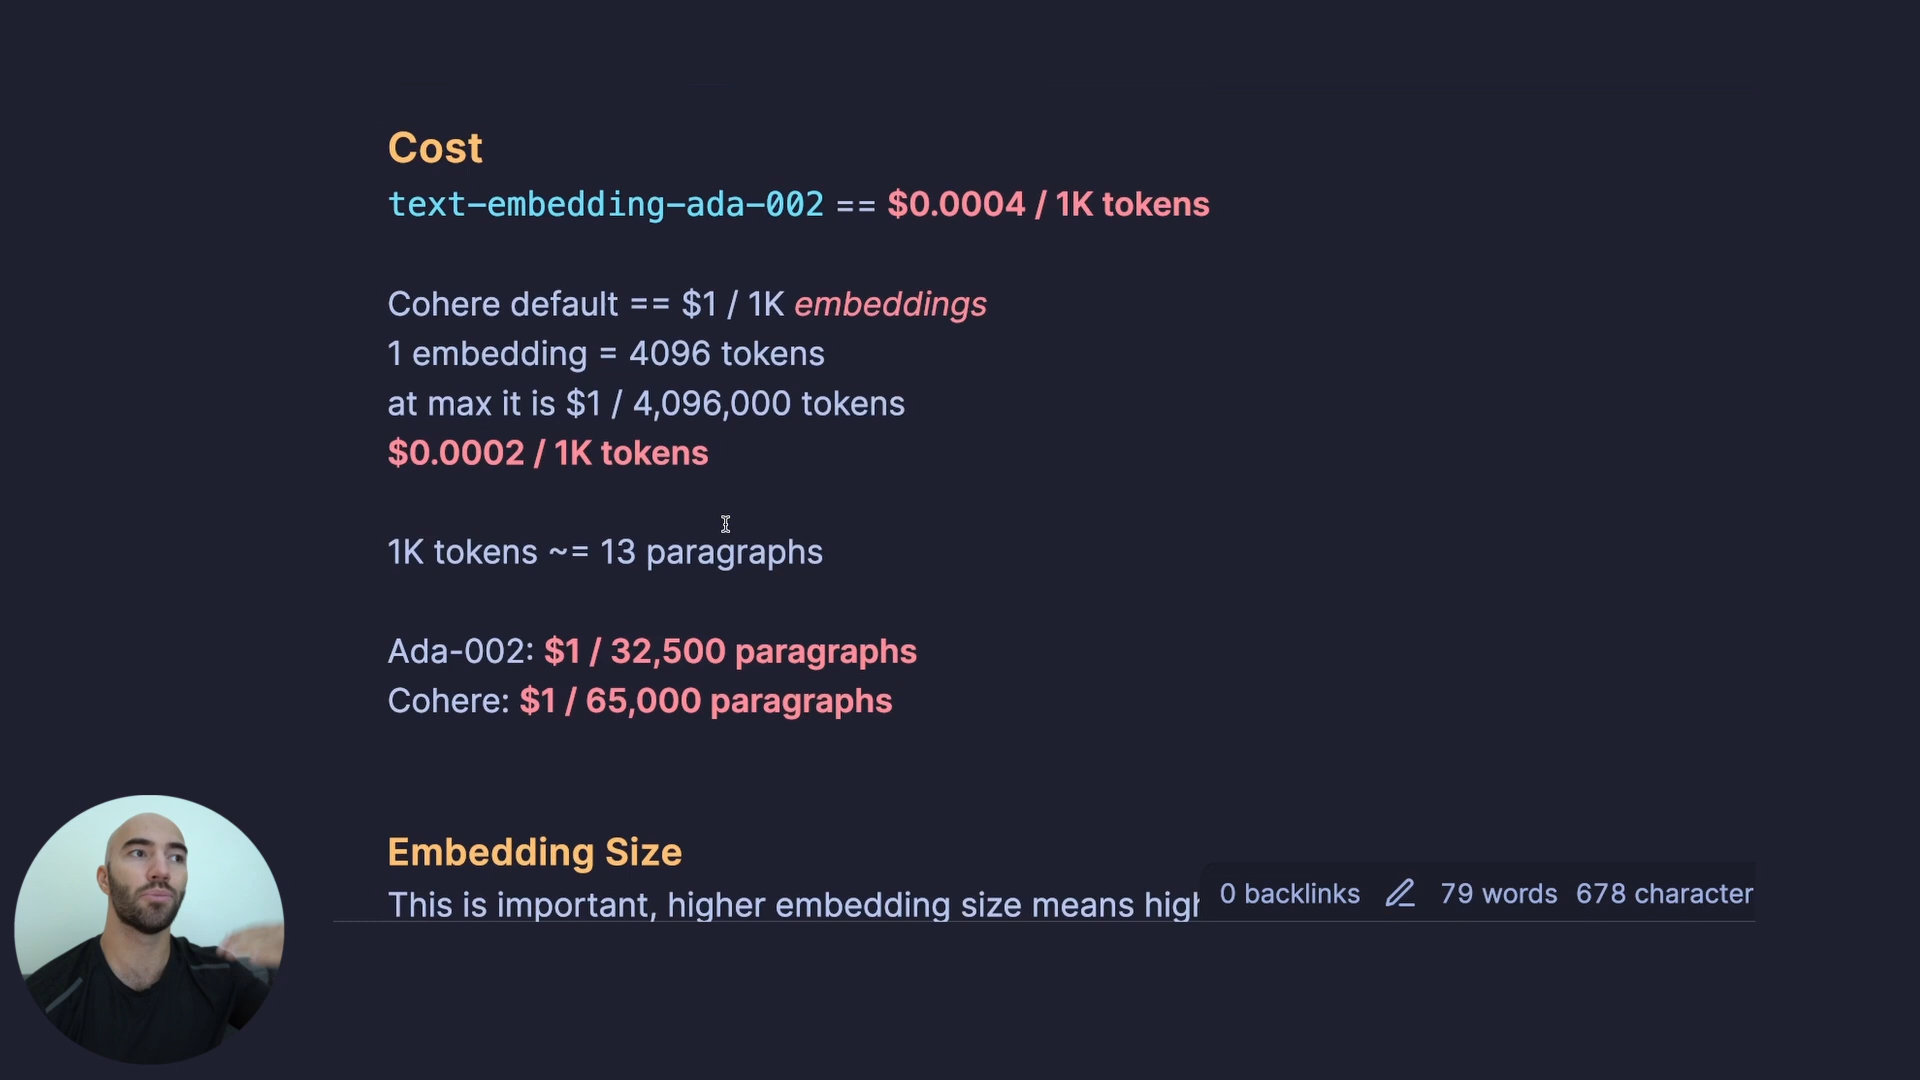 Cost
text-embedding-ada-002 == $0.0004 / 1K tokens
Cohere default == $1 / 1K embeddings
1 embedding = 4096 tokens
at max it is $1 / 4,096,000 tokens
$0.0002 / 1K tokens
1K tokens ~= 13 paragraphs
Ada-002: $1 / 32,500 paragraphs
Cohere: $1 / 65,000 paragraphs
Embedding Size
This is important, higher embedding size means high
0 backlinks 79 words 678 character